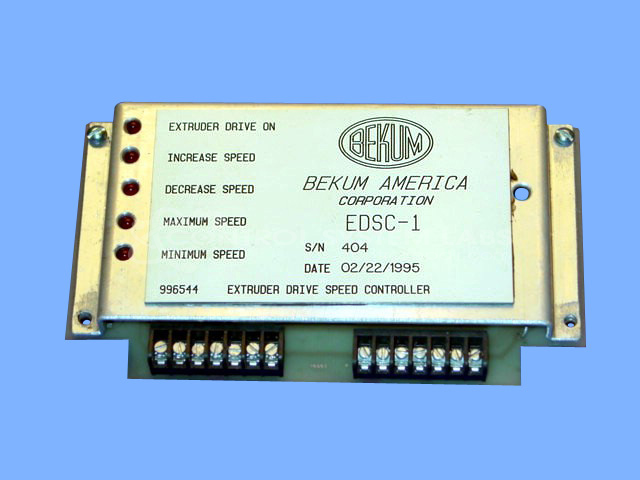 EXTRUDER DRIVE ON
INCREASE SPEED
DECREASE SPEED
MAXIMUM SPEED
MINIMUM SPEED
BEKUM
BEKUM AMERICA
CORPORATION
EDSC-1
S/N 404
DATE 02/22/1995
996544 EXTRUDER DRIVE SPEED CONTROLLER